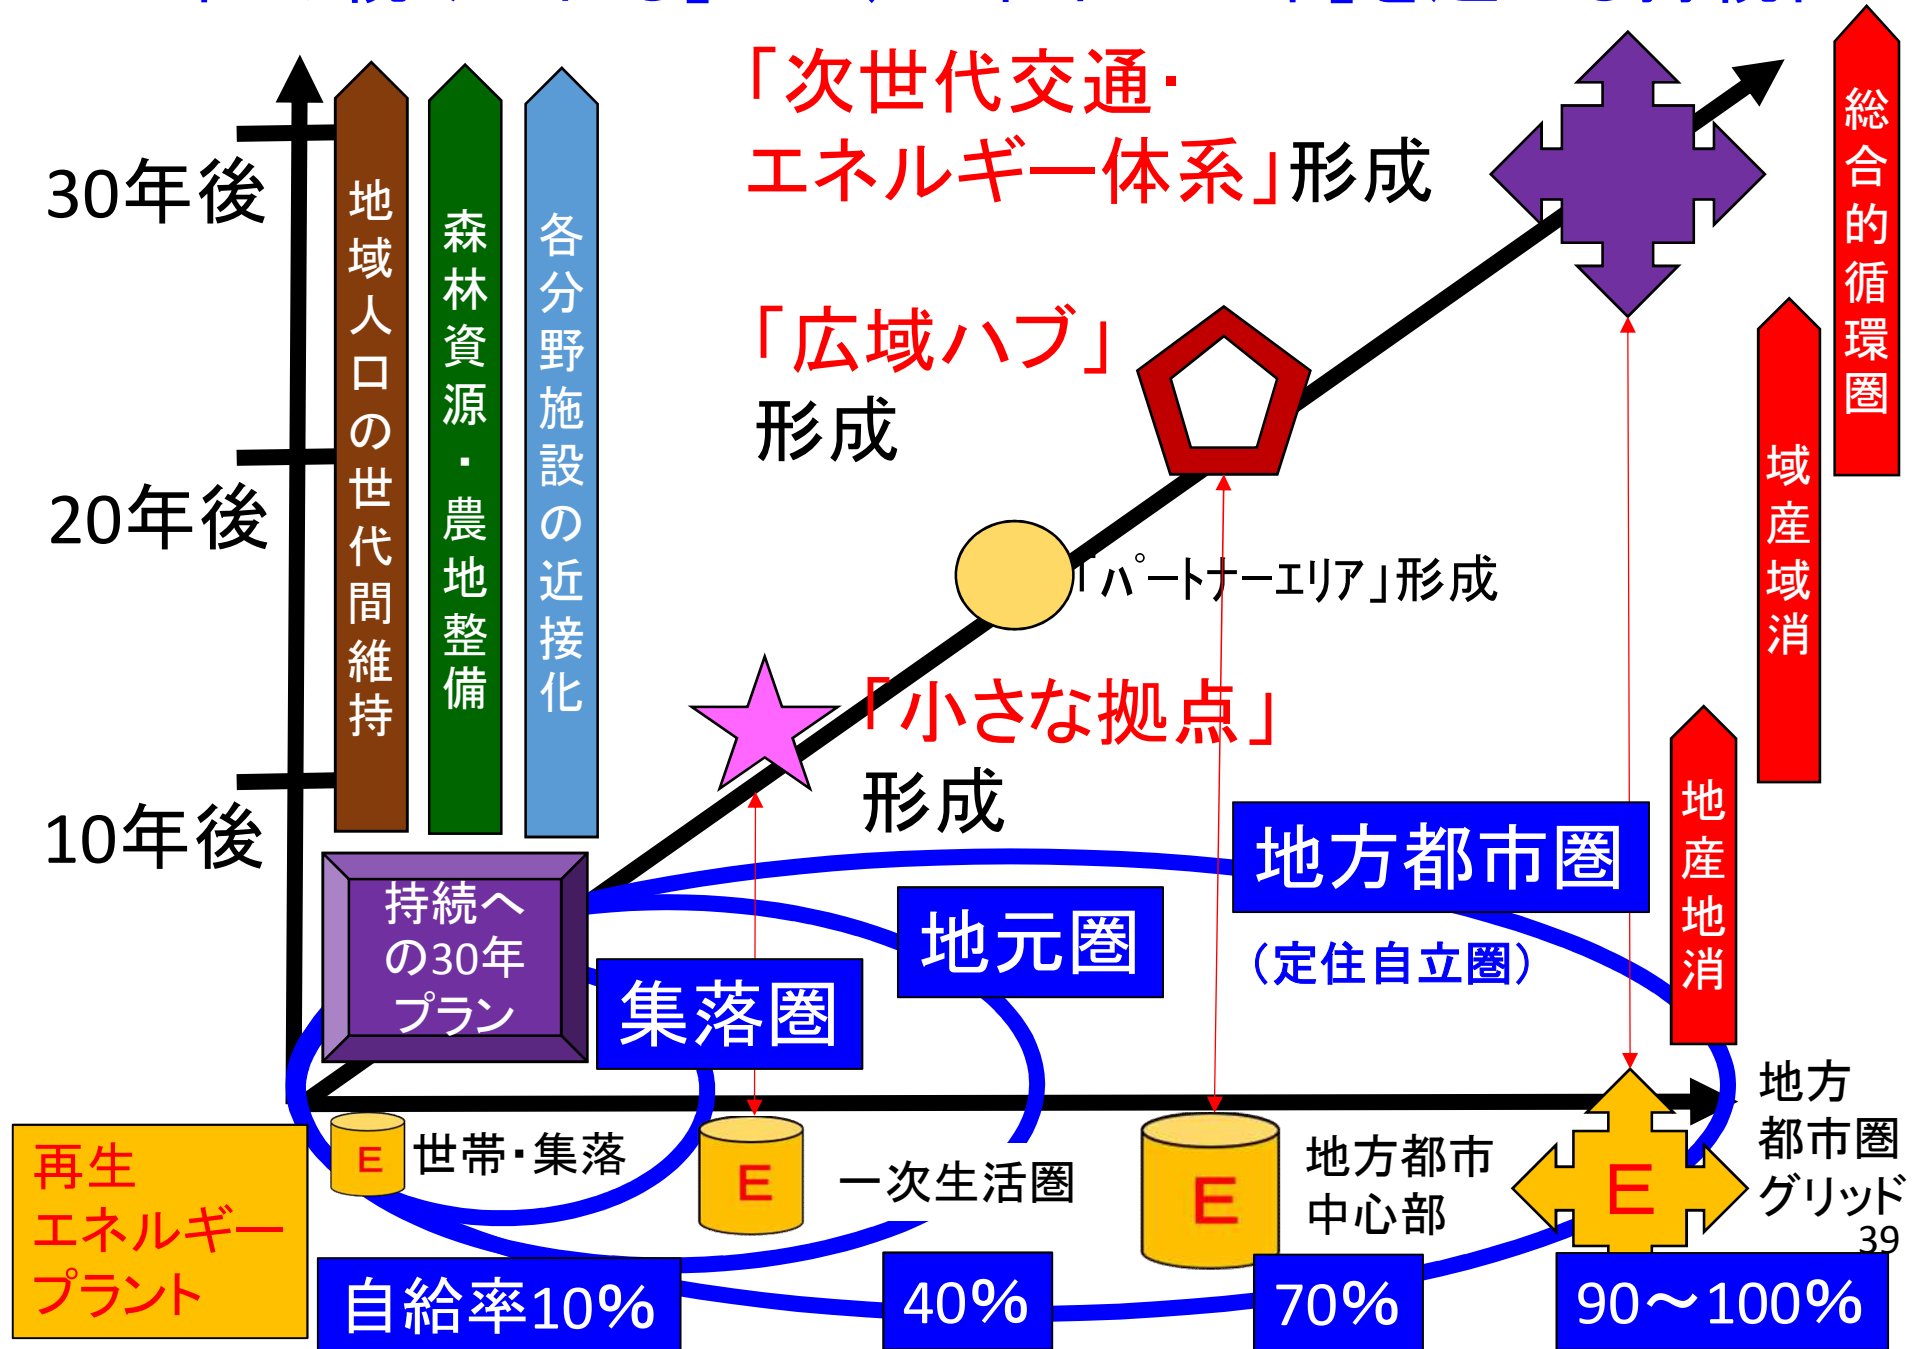 「次世代交通・
エネルギー体系」形成
30年後
20年後
10年後
地域人口の世代間維持
森林資源・農地整備
各分野施設の近接化
総合的循環圏
域産域消
地産地消
「広域ハブ」
形成
「パートナーエリア」形成
「小さな拠点」
形成
持続へ
の30年
プラン
集落圏
地元圏
地方都市圏
（定住自立圏）
再生
エネルギー
プラント
E
世帯・集落
E
一次生活圏
E
地方都市
中心部
E
地方
都市圏
グリッド
39
自給率10%
40%
70%
90～100%